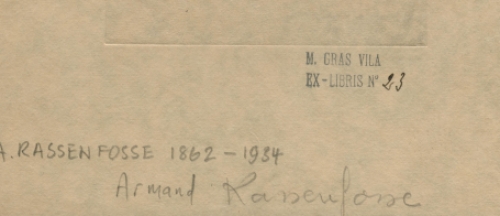 M. GRAS VILA
EX-LIBRIS Nº 23
A. RASSENFOSSE 1862-1934
Armand Rassenfosse